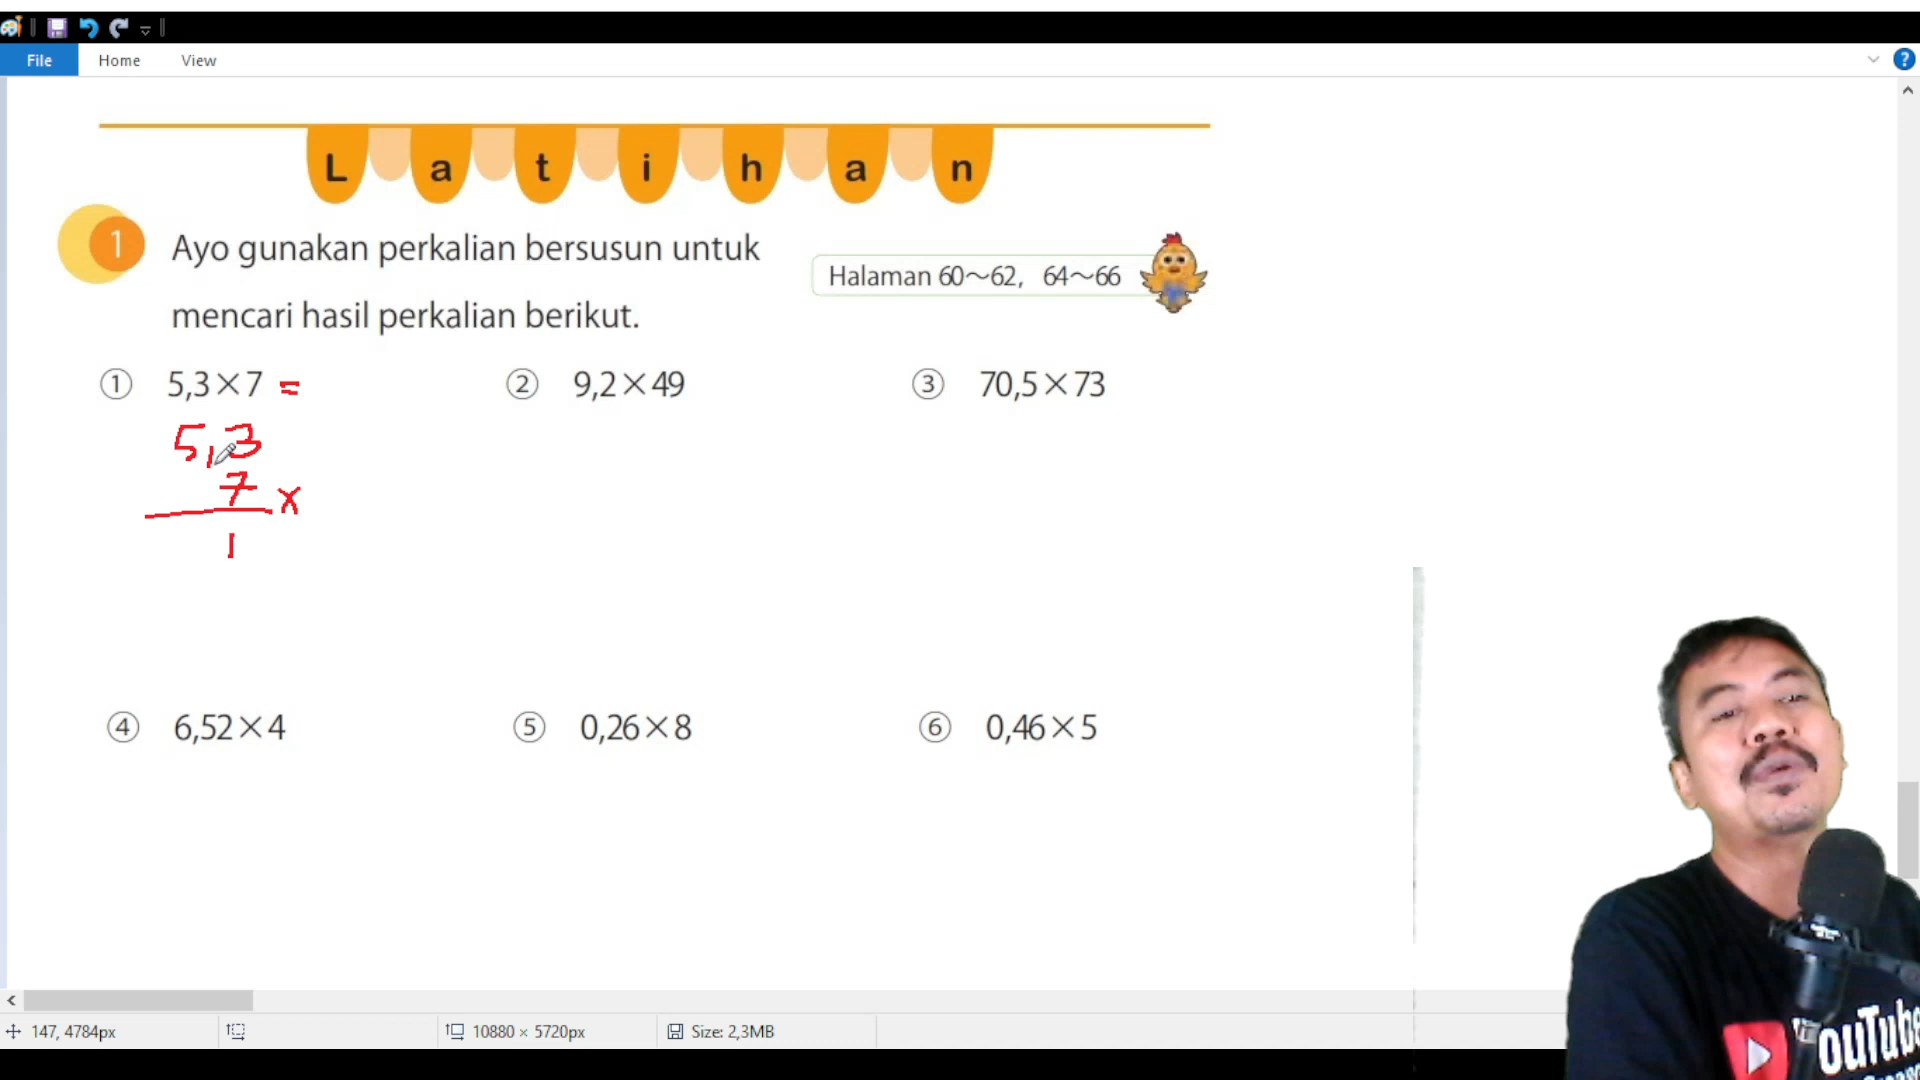 File Home View
Latihan
1 Ayo gunakan perkalian bersusun untuk
mencari hasil perkalian berikut.
Halaman 60~62, 64~66
① 5,3×7 =
② 9,2×49
③ 70,5×73
5,3
7 x
1
④ 6,52×4
⑤ 0,26×8
⑥ 0,46×5
YouTube
147, 4784px 10880 × 5720px Size: 2,3MB